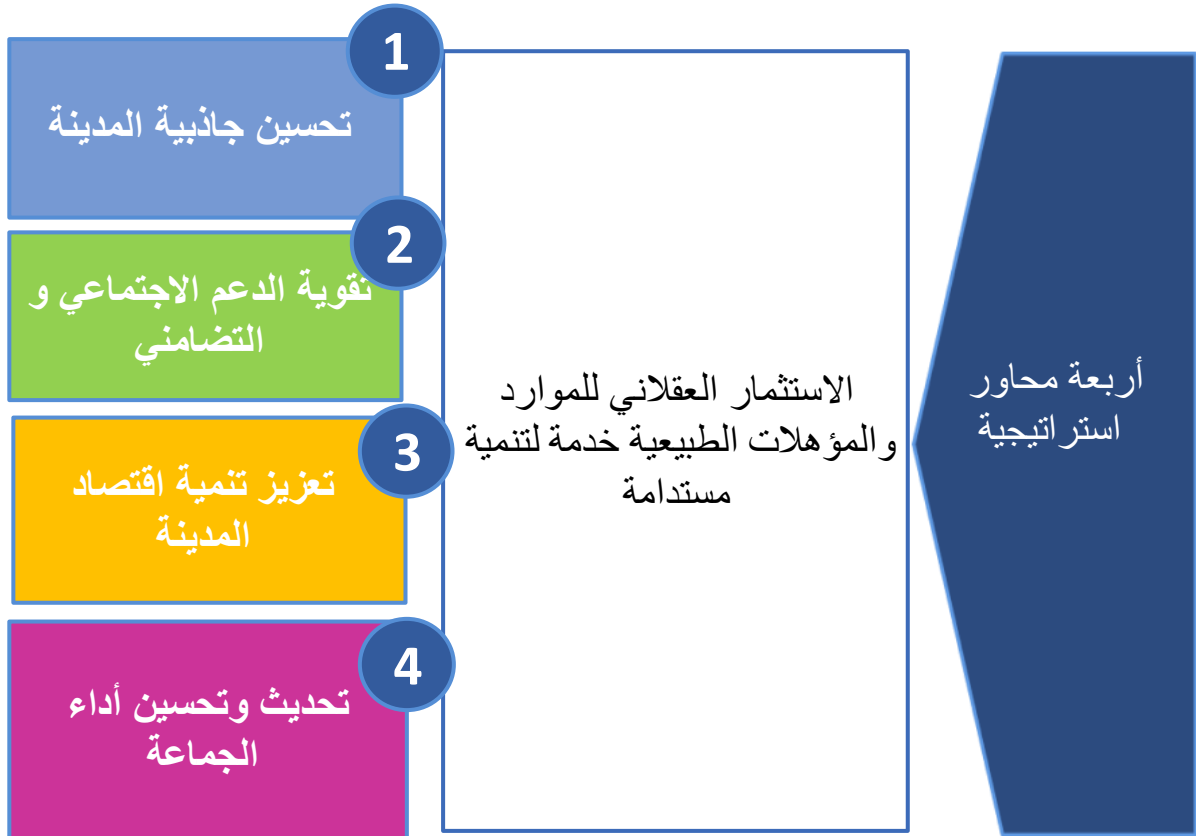 أربعة محاور
استراتيجية
الاستثمار العقلاني للموارد
والمؤهلات الطبيعية خدمة لتنمية
مستدامة
1
تحسين جاذبية المدينة
2
تقوية الدعم الاجتماعي و
التضامني
3
تعزيز تنمية اقتصاد
المدينة
4
تحديث وتحسين أداء
الجماعة